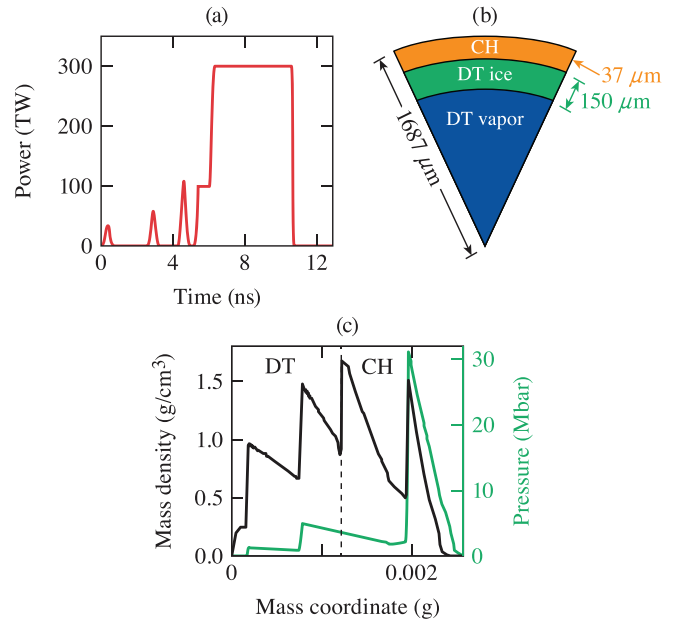 (a)
Power (TW)
300
200
100
0
0
4
8
12
Time (ns)
(b)
CH
DT ice
DT vapor
37 μm
150 μm
1687 μm
(c)
DT
CH
Mass density (g/cm³)
1.5
1.0
0.5
0.0
Pressure (Mbar)
30
20
10
0
0
0.002
Mass coordinate (g)